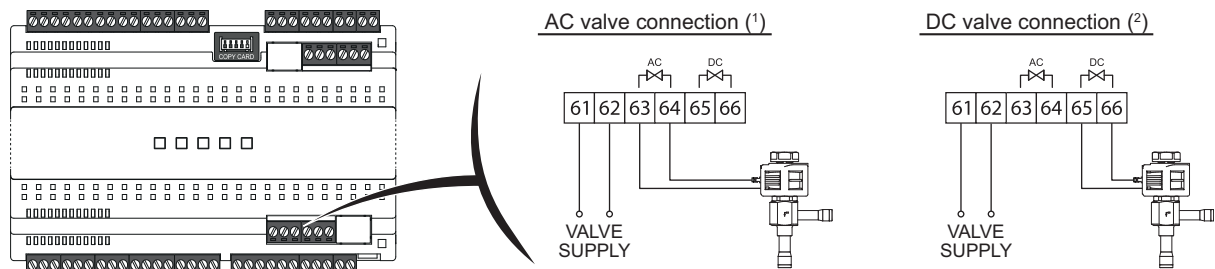 COPY CARD
AC valve connection (¹)
AC DC
61 62 63 64 65 66
VALVE
SUPPLY
DC valve connection (²)
AC DC
61 62 63 64 65 66
VALVE
SUPPLY